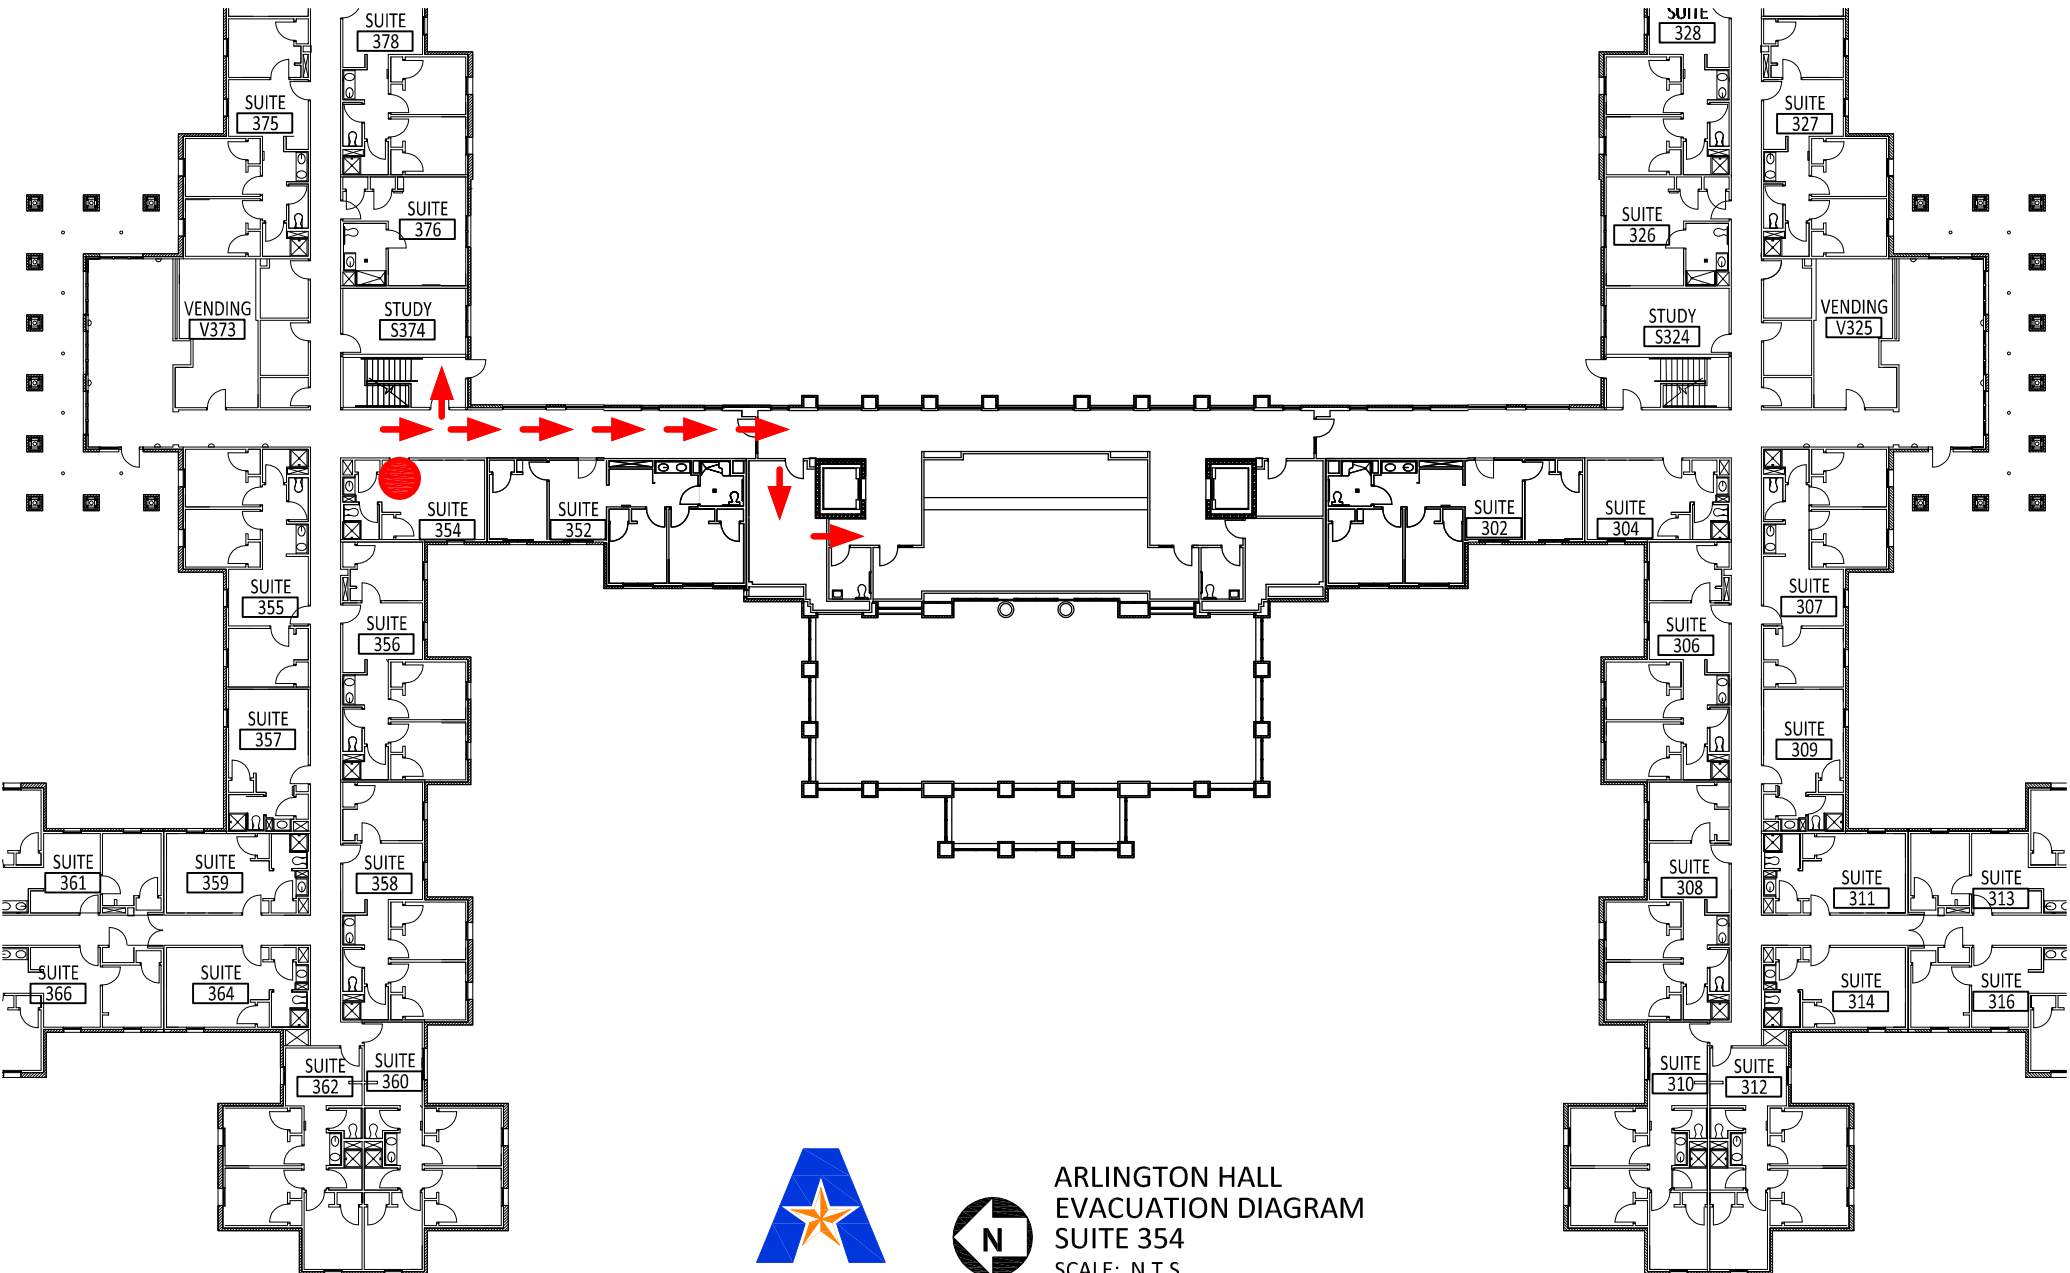 SUITE
378
SUITE
328
SUITE
375
SUITE
327
SUITE
376
SUITE
326
VENDING
V373
STUDY
S374
STUDY
S324
VENDING
V325
SUITE
354
SUITE
352
SUITE
302
SUITE
304
SUITE
355
SUITE
356
SUITE
306
SUITE
307
SUITE
357
SUITE
309
SUITE
361
SUITE
359
SUITE
358
SUITE
308
SUITE
311
SUITE
313
SUITE
366
SUITE
364
SUITE
314
SUITE
316
SUITE
362
SUITE
360
SUITE
310
SUITE
312
N
ARLINGTON HALL
EVACUATION DIAGRAM
SUITE 354
SCALE: N.T.S.